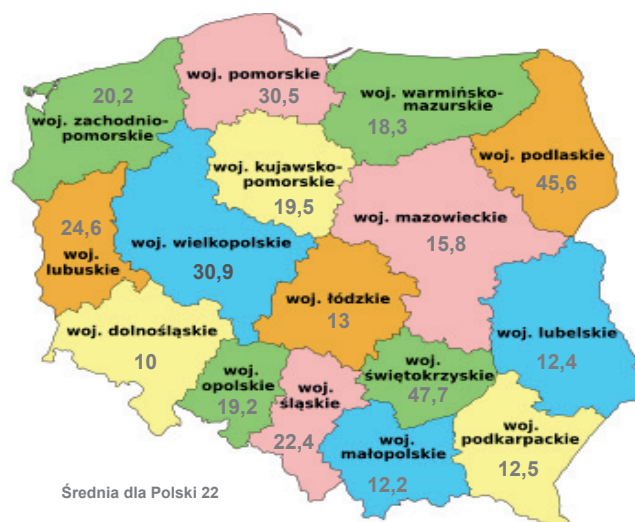 woj. pomorskie
30,5
20,2
woj. zachodnio-
pomorskie
woj. warmińsko-
mazurskie
18,3
woj. podlaskie
45,6
woj. kujawsko-
pomorskie
19,5
woj. mazowieckie
15,8
24,6
woj.
lubuskie
woj. wielkopolskie
30,9
woj. łódzkie
13
woj. dolnośląskie
10
woj. lubelskie
12,4
woj.
opolskie
19,2
woj.
śląskie
22,4
woj.
świętokrzyskie
47,7
woj.
małopolskie
12,2
woj.
podkarpackie
12,5
Średnia dla Polski 22